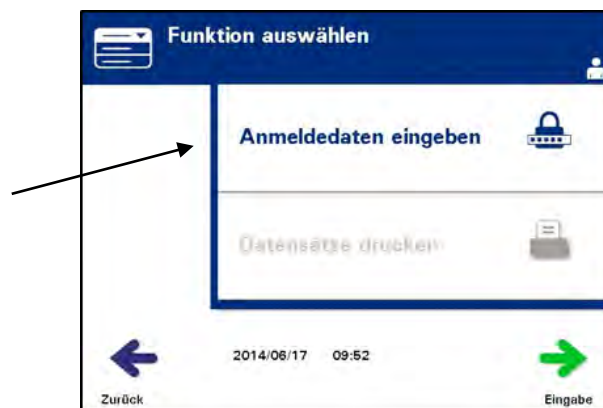 Funktion auswählen
Anmeldedaten eingeben
Datensätze drucken
2014/06/17 09:52
Zurück
Eingabe